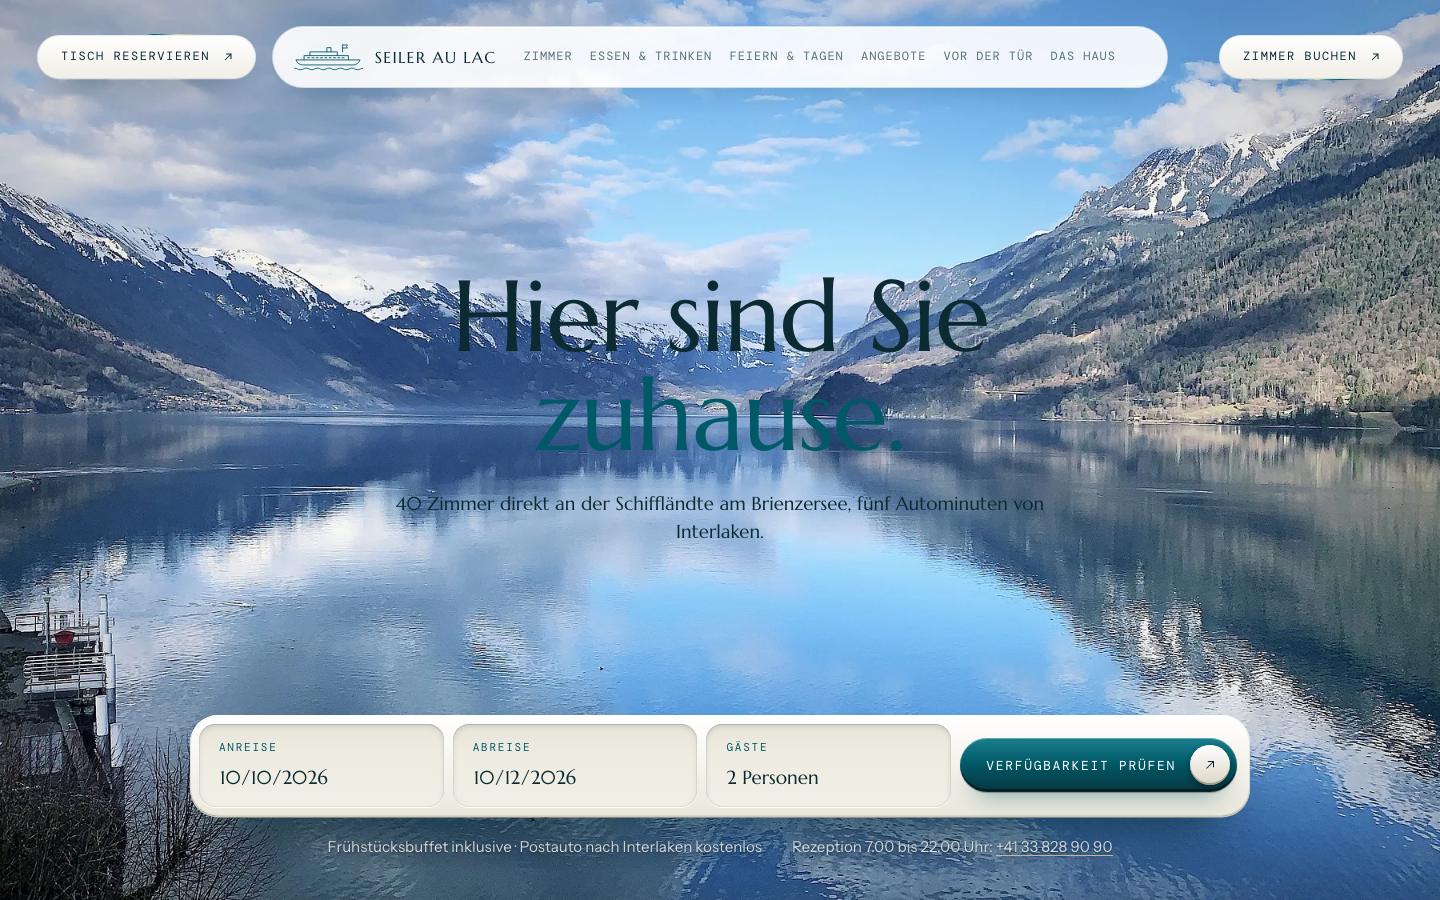 TISCH RESERVIEREN ↗
SEILER AU LAC
ZIMMER
ESSEN & TRINKEN
FEIERN & TAGEN
ANGEBOTE
VOR DER TÜR
DAS HAUS
ZIMMER BUCHEN ↗
Hier sind Sie
zuhause.
40 Zimmer direkt an der Schiffländte am Brienzersee, fünf Autominuten von
Interlaken.
ANREISE
10/10/2026
ABREISE
10/12/2026
GÄSTE
2 Personen
VERFÜGBARKEIT PRÜFEN ↗
Frühstücksbuffet inklusive · Postauto nach Interlaken kostenlos
Rezeption 7.00 bis 22.00 Uhr: +41 33 828 90 90